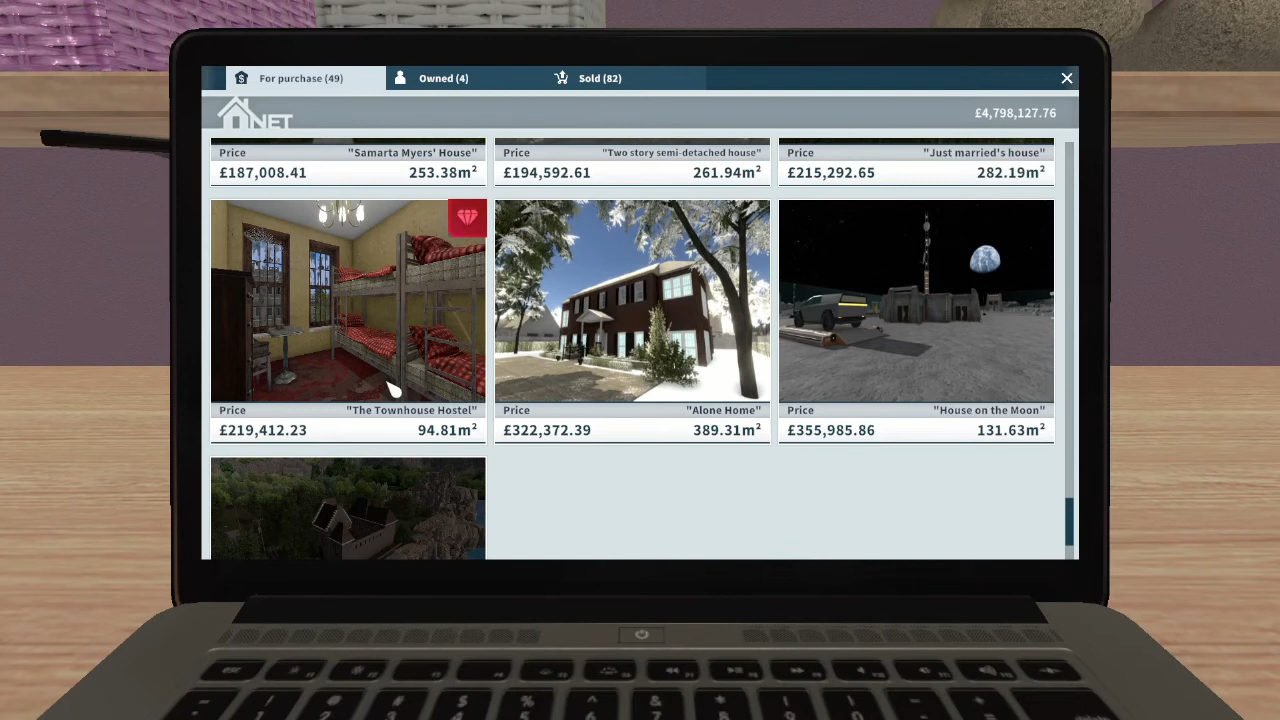 For purchase (49)
Owned (4)
Sold (82)
NET
£4,798,127.76
Price "Samarta Myers' House"
£187,008.41 253.38m²
Price "Two story semi-detached house"
£194,592.61 261.94m²
Price "Just married's house"
£215,292.65 282.19m²
Price "The Townhouse Hostel"
£219,412.23 94.81m²
Price "Alone Home"
£322,372.39 389.31m²
Price "House on the Moon"
£355,985.86 131.63m²